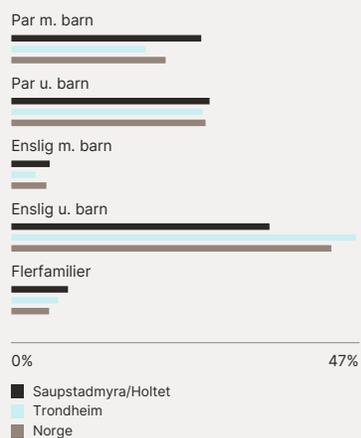 Par m. barn
Par u. barn
Enslig m. barn
Enslig u. barn
Flerfamilier
0% 47%
Saupstadmyra/Holtet
Trondheim
Norge